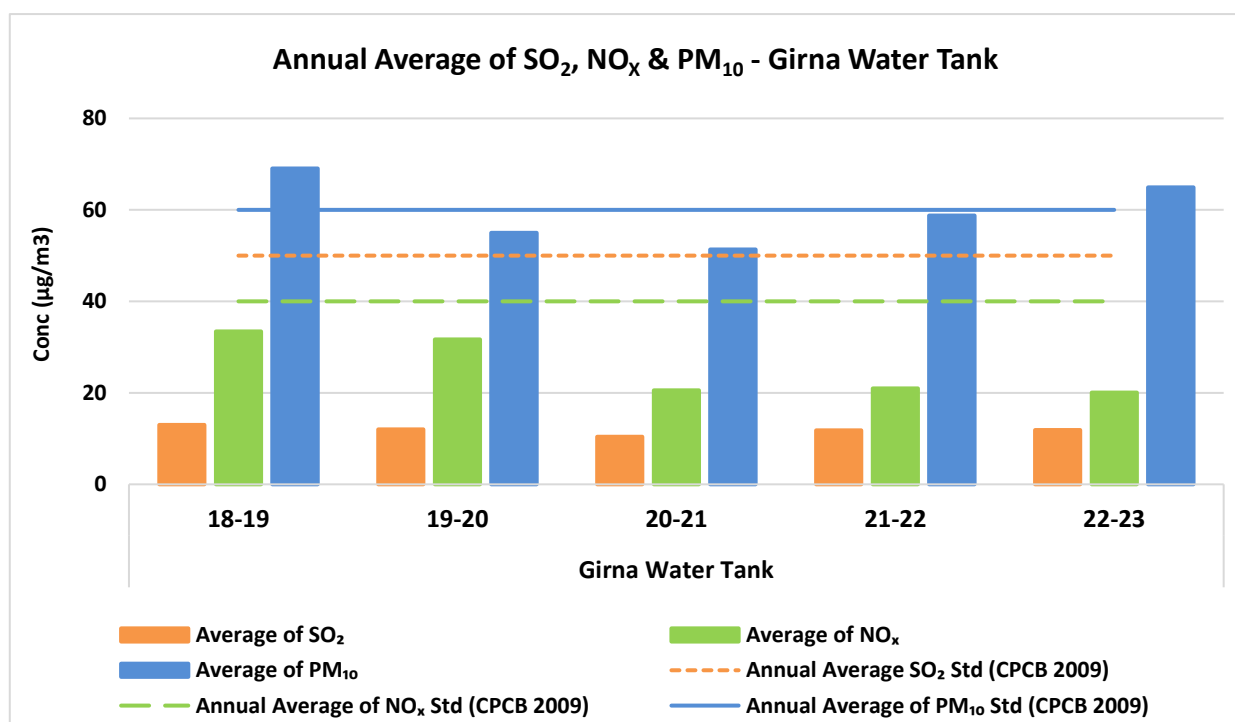 Annual Average of SO₂, NOₓ & PM₁₀ - Girna Water Tank
80
60
40
20
0
Conc (µg/m3)
18-19 19-20 20-21 21-22 22-23
Girna Water Tank
Average of SO₂ Average of NOₓ
Average of PM₁₀ Annual Average SO₂ Std (CPCB 2009)
Annual Average of NOₓ Std (CPCB 2009) Annual Average of PM₁₀ Std (CPCB 2009)